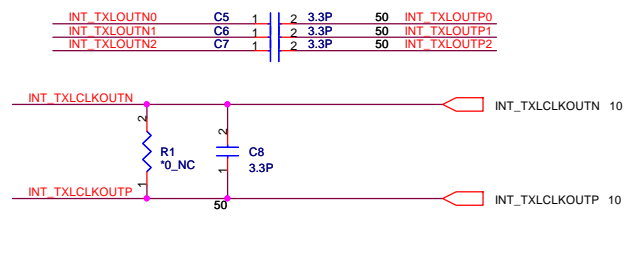 INT_TXLOUTN0 C5 1 2 3.3P 50 INT_TXLOUTP0
INT_TXLOUTN1 C6 1 2 3.3P 50 INT_TXLOUTP1
INT_TXLOUTN2 C7 1 2 3.3P 50 INT_TXLOUTP2
INT_TXLCLKOUTN
INT_TXLCLKOUTN 10
2
2
R1
*0_NC
C8
3.3P
1
1
INT_TXLCLKOUTP
50
INT_TXLCLKOUTP 10